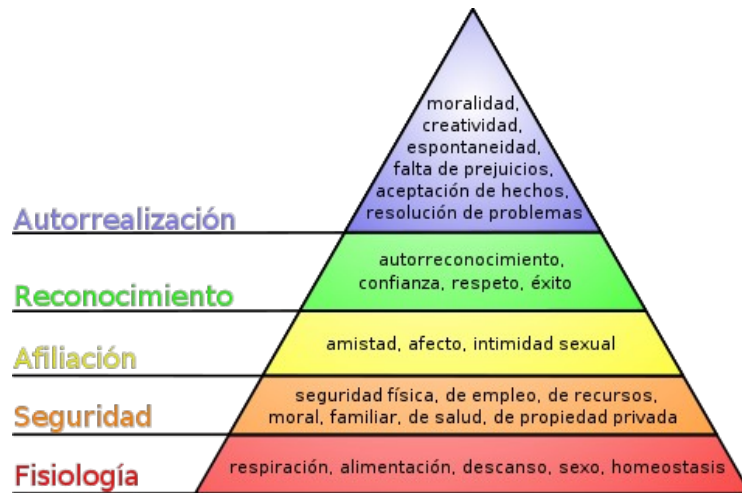 moralidad,
creatividad,
espontaneidad,
falta de prejuicios,
aceptación de hechos,
resolución de problemas
Autorrealización
autorreconocimiento,
confianza, respeto, éxito
Reconocimiento
amistad, afecto, intimidad sexual
Afiliación
seguridad física, de empleo, de recursos,
moral, familiar, de salud, de propiedad privada
Seguridad
respiración, alimentación, descanso, sexo, homeostasis
Fisiología